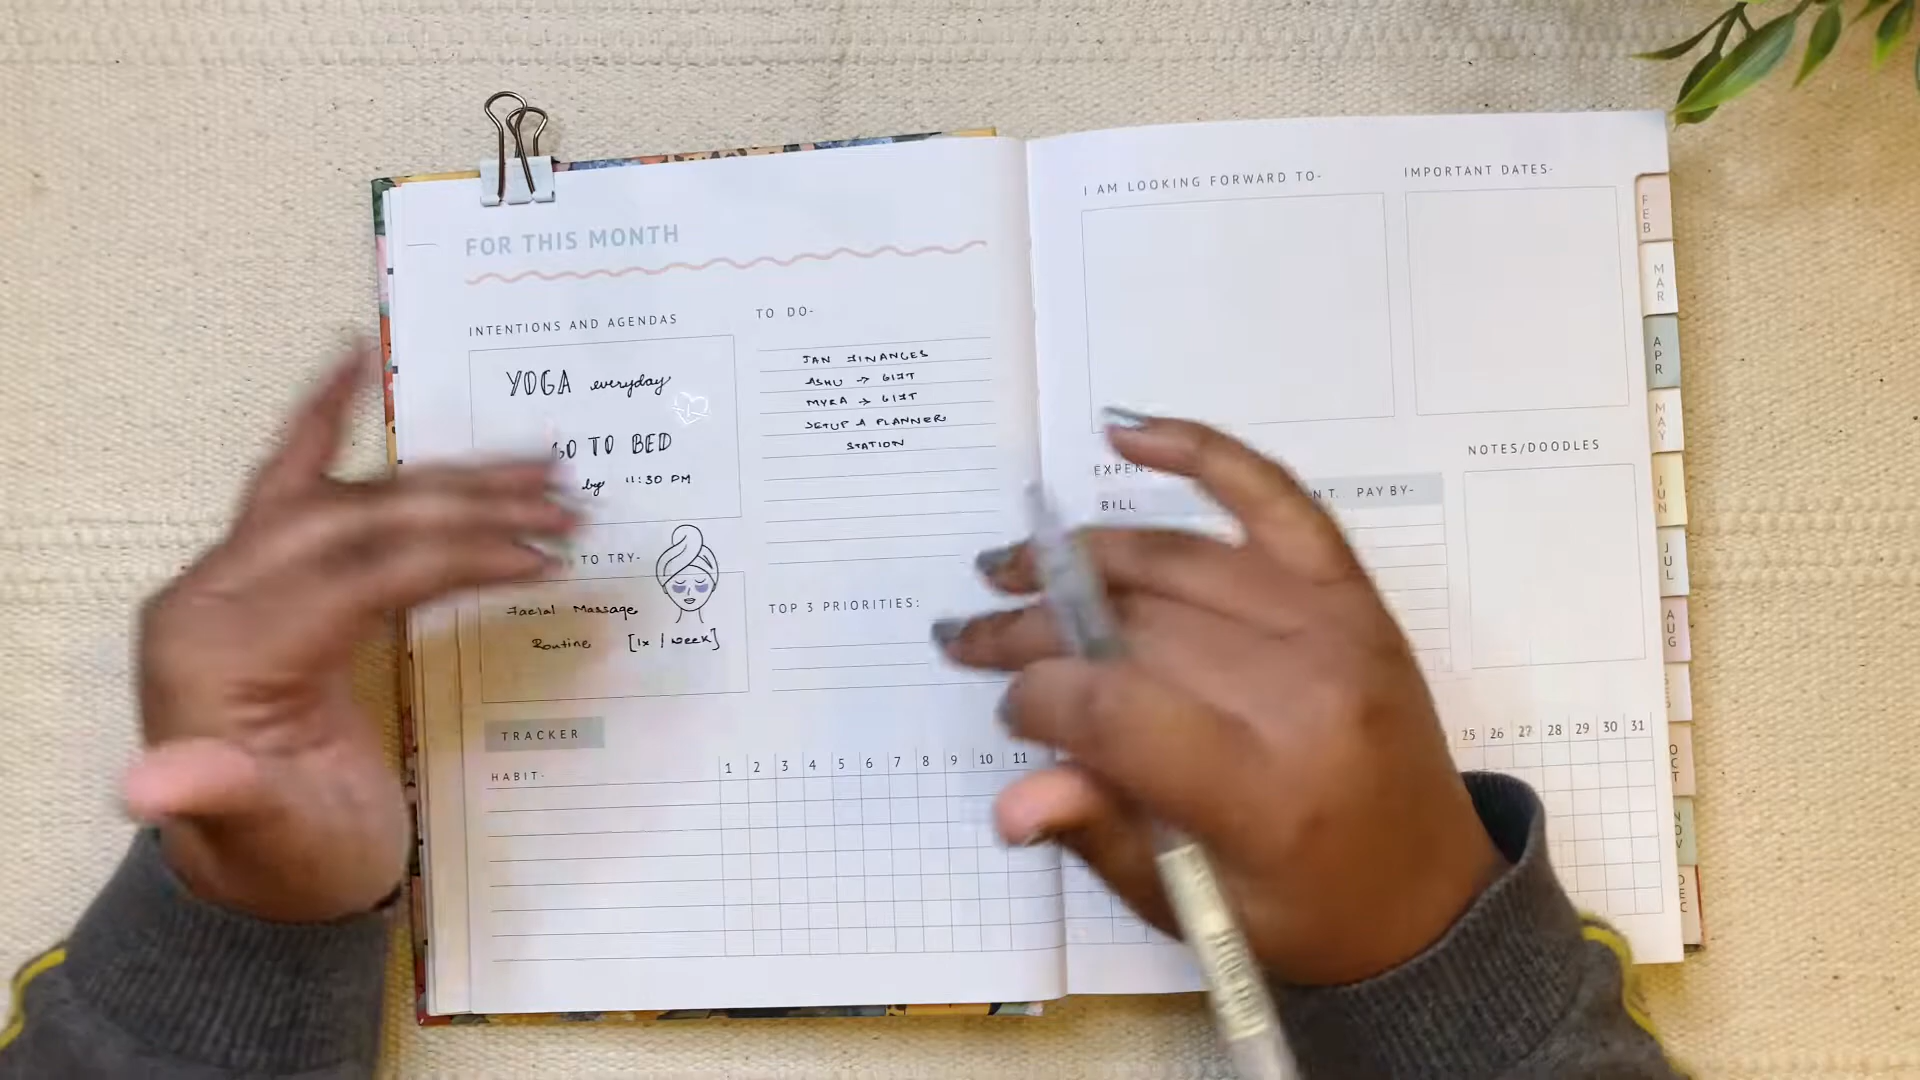 FOR THIS MONTH
INTENTIONS AND AGENDAS
YOGA everyday
GO TO BED
by 11:30 PM
TO TRY-
Facial Massage
Routine [1x / week]
TO DO-
JAN FINANCES
ASHU → GIFT
MYRA → GIFT
SETUP A PLANNER
STATION
TOP 3 PRIORITIES:
TRACKER
HABIT-
1 2 3 4 5 6 7 8 9 10 11
I AM LOOKING FORWARD TO-
IMPORTANT DATES-
BILL
PAY BY-
NOTES/DOODLES
25 26 27 28 29 30 31
FEB
MAR
APR
MAY
JUN
JUL
AUG
OCT
NOV
DEC